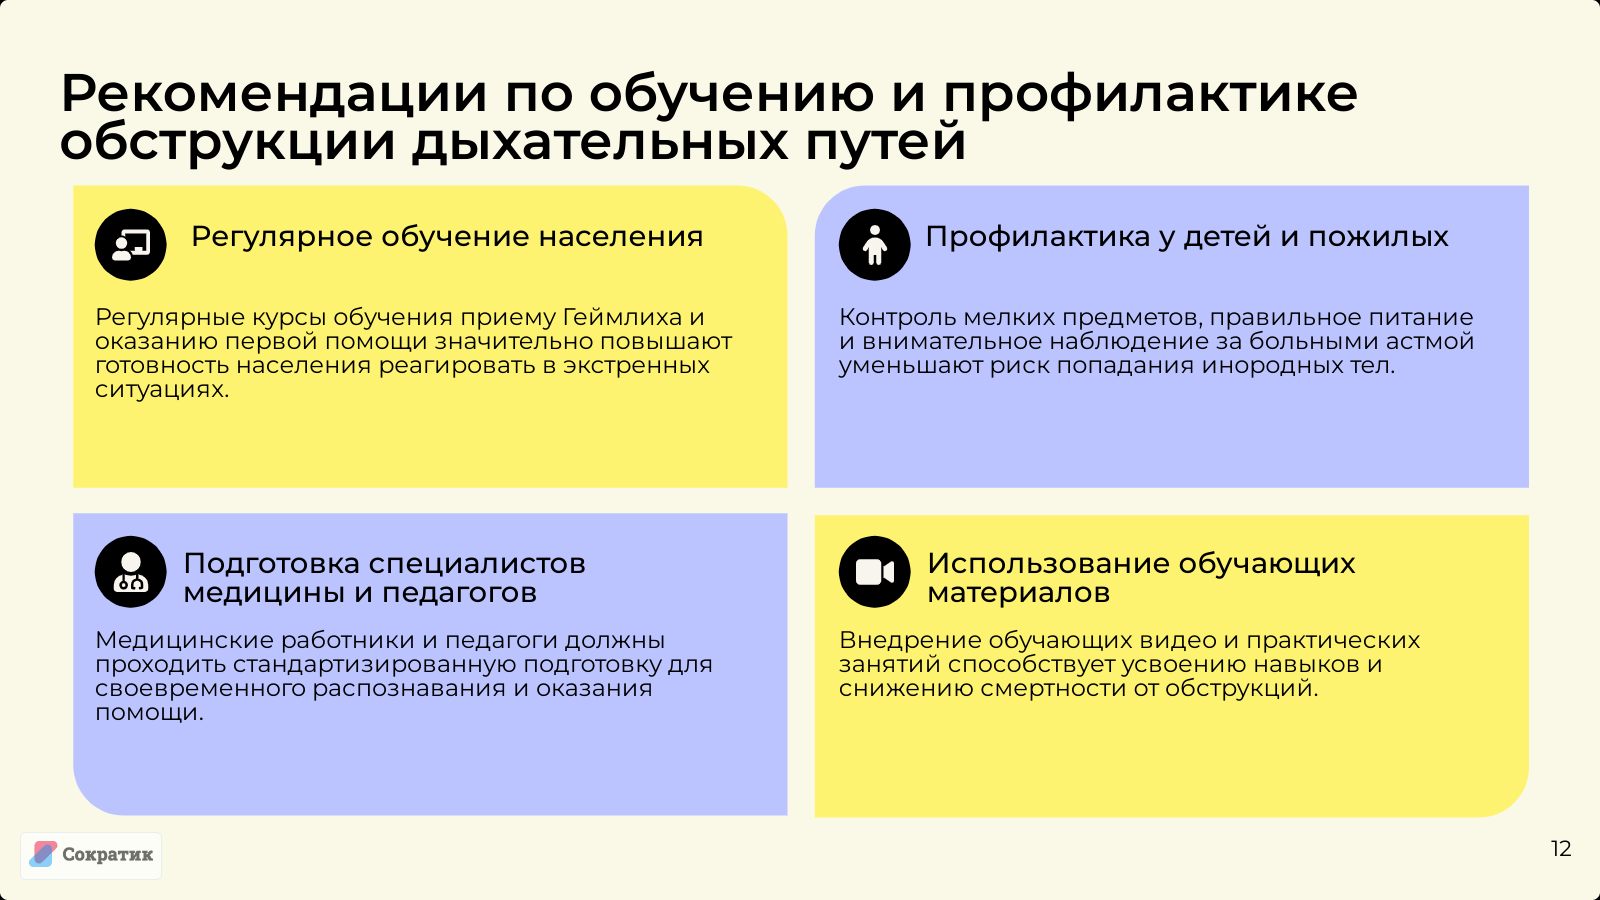 Рекомендации по обучению и профилактике
обструкции дыхательных путей
Регулярное обучение населения
Регулярные курсы обучения приему Геймлиха и
оказанию первой помощи значительно повышают
готовность населения реагировать в экстренных
ситуациях.
Профилактика у детей и пожилых
Контроль мелких предметов, правильное питание
и внимательное наблюдение за больными астмой
уменьшают риск попадания инородных тел.
Подготовка специалистов
медицины и педагогов
Медицинские работники и педагоги должны
проходить стандартизированную подготовку для
своевременного распознавания и оказания
помощи.
Использование обучающих
материалов
Внедрение обучающих видео и практических
занятий способствует усвоению навыков и
снижению смертности от обструкций.
Сократик
12